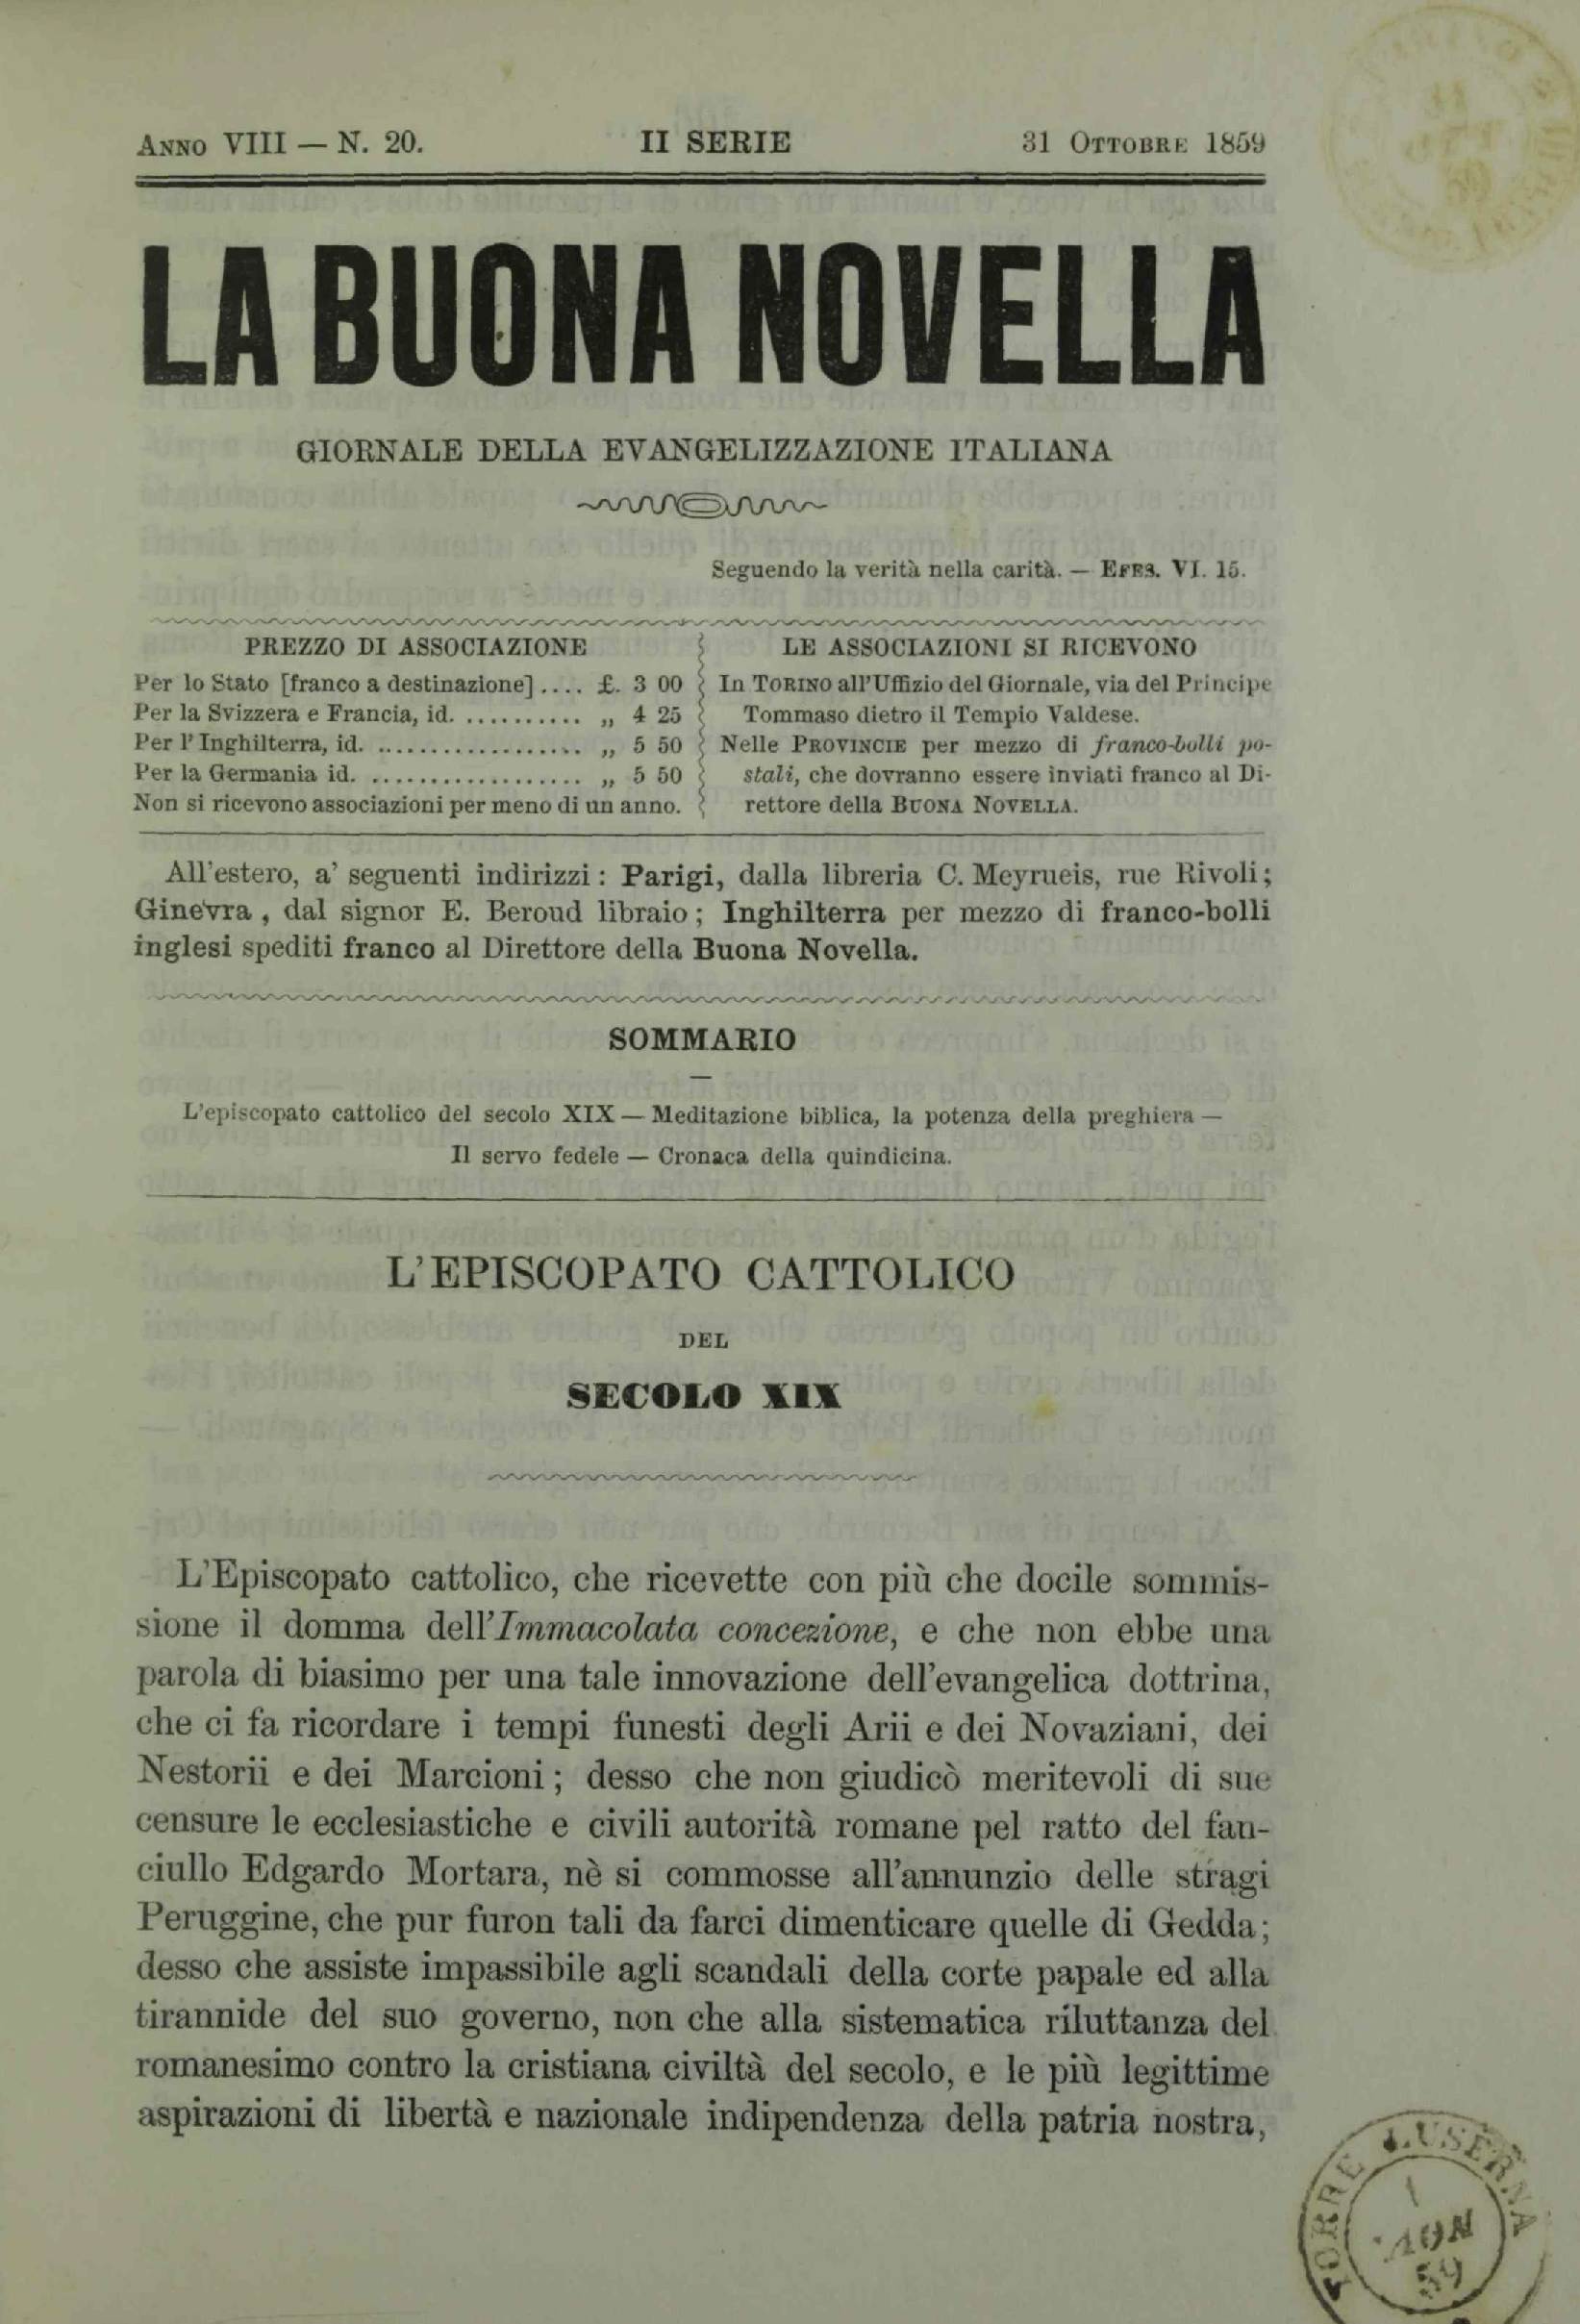 ANNO VIII — N. 20. II SERIE 31 OTTOBRE 1859
LA BUONA NOVELLA
GIORNALE DELLA EVANGELIZZAZIONE ITALIANA
Seguendo la verità nella carità. — EFES. VI. 15.
PREZZO DI ASSOCIAZIONE
Per lo Stato [franco a destinazione].... £. 3 00
Per la Svizzera e Francia, id. ........... „ 4 25
Per l'Inghilterra, id. .................. „ 5 50
Per la Germania id. .................. „ 5 50
Non si ricevono associazioni per meno di un anno.
LE ASSOCIAZIONI SI RICEVONO
In TORINO all'Uffizio del Giornale, via del Principe
Tommaso dietro il Tempio Valdese.
Nelle PROVINCIE per mezzo di franco-bolli po-
stali, che dovranno essere inviati franco al Di-
rettore della BUONA NOVELLA.
All'estero, a' seguenti indirizzi: Parigi, dalla libreria C. Meyrueis, rue Rivoli;
Ginevra, dal signor E. Beroud libraio; Inghilterra per mezzo di franco-bolli
inglesi spediti franco al Direttore della Buona Novella.
SOMMARIO
L'episcopato cattolico del secolo XIX — Meditazione biblica, la potenza della preghiera —
Il servo fedele — Cronaca della quindicina.
L'EPISCOPATO CATTOLICO
DEL
SECOLO XIX
L'Episcopato cattolico, che ricevette con più che docile sommis-
sione il domma dell'Immacolata concezione, e che non ebbe una
parola di biasimo per una tale innovazione dell'evangelica dottrina,
che ci fa ricordare i tempi funesti degli Arii e dei Novaziani, dei
Nestorii e dei Marcioni; desso che non giudicò meritevoli di sue
censure le ecclesiastiche e civili autorità romane pel ratto del fan-
ciullo Edgardo Mortara, nè si commosse all'annunzio delle stragi
Peruggine, che pur furon tali da farci dimenticare quelle di Gedda;
desso che assiste impassibile agli scandali della corte papale ed alla
tirannide del suo governo, non che alla sistematica riluttanza del
romanesimo contro la cristiana civiltà del secolo, e le più legittime
aspirazioni di libertà e nazionale indipendenza della patria nostra,
TORRE LUSERNA
1
NOV
59